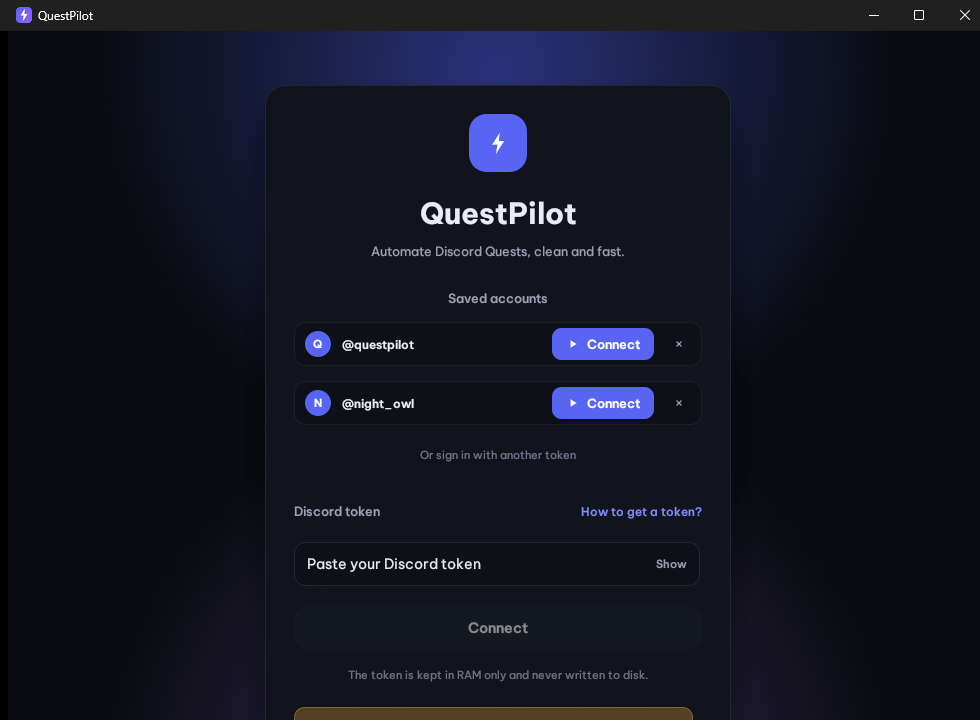 QuestPilot
QuestPilot
Automate Discord Quests, clean and fast.
Saved accounts
Q @questpilot Connect ×
N @night_owl Connect ×
Or sign in with another token
Discord token How to get a token?
Paste your Discord token Show
Connect
The token is kept in RAM only and never written to disk.